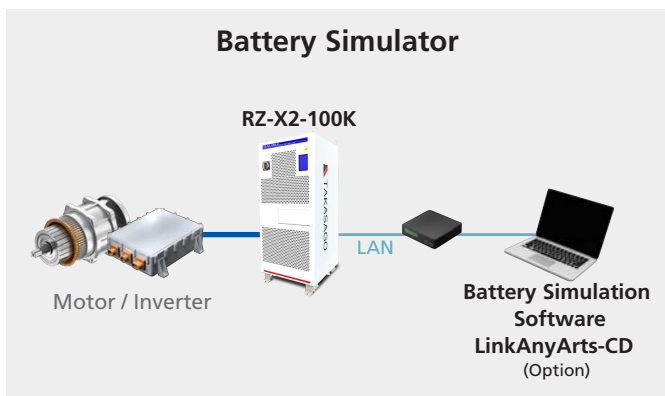 Battery Simulator
RZ-X2-100K
TAKASAGO
LAN
Motor / Inverter
Battery Simulation
Software
LinkAnyArts-CD
(Option)